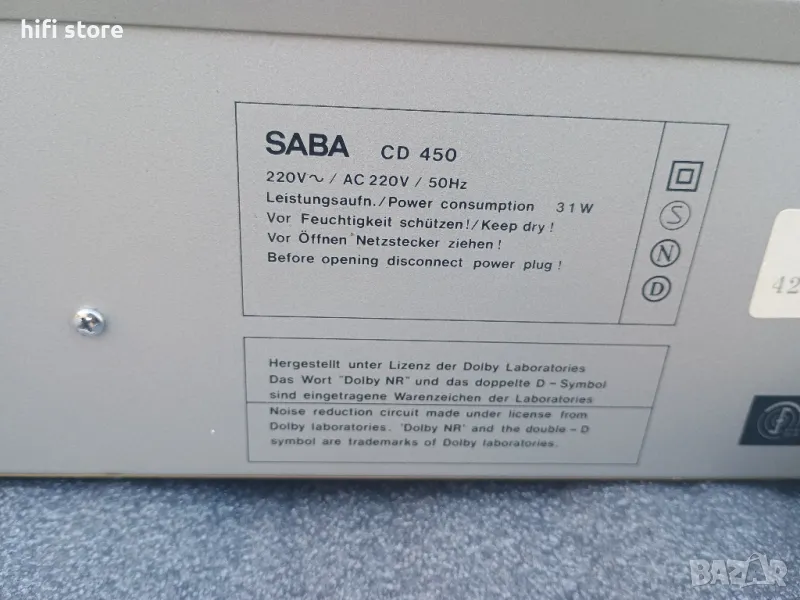 hifi store
SABA CD 450
220V~ / AC 220V / 50Hz
Leistungsaufn./Power consumption 31W
Vor Feuchtigkeit schützen!/Keep dry!
Vor Öffnen Netzstecker ziehen!
Before opening disconnect power plug!
S
N
D
42
Hergestellt unter Lizenz der Dolby Laboratories
Das Wort "Dolby NR" und das doppelte D-Symbol
sind eingetragene Warenzeichen der Laboratories
Noise reduction circuit made under license from
Dolby laboratories. 'Dolby NR' and the double-D
symbol are trademarks of Dolby laboratories.
BAZAR